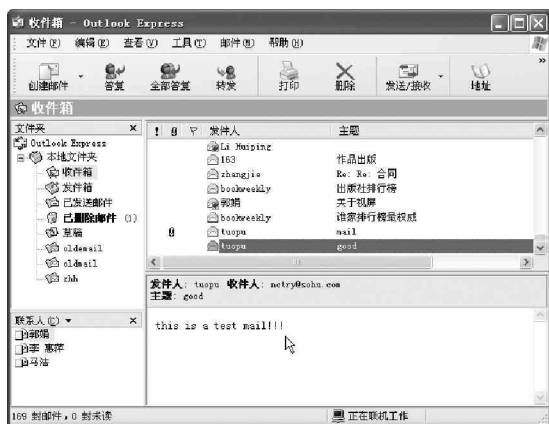 收件箱 - Outlook Express
文件(F) 编辑(E) 查看(V) 工具(T) 邮件(M) 帮助(H)
创建邮件 答复 全部答复 转发 打印 删除 发送/接收 地址
收件箱
文件夹
Outlook Express
本地文件夹
收件箱
发件箱
已发送邮件
已删除邮件 (1)
草稿
oldemail
oldmail
zhh
发件人 主题
Li Huiping
163 作品出版
zhangjie Re: Re: 合同
bookweekly 出版社排行榜
郭娟 关于视屏
bookweekly 谁家排行榜最权威
tuopu mail
tuopu good
发件人: tuopu 收件人: nctry@sohu.com
主题: good
this is a test mail!!!
联系人(C)
郭娟
李 惠萍
马浩
169 封邮件，0 封未读
正在联机工作